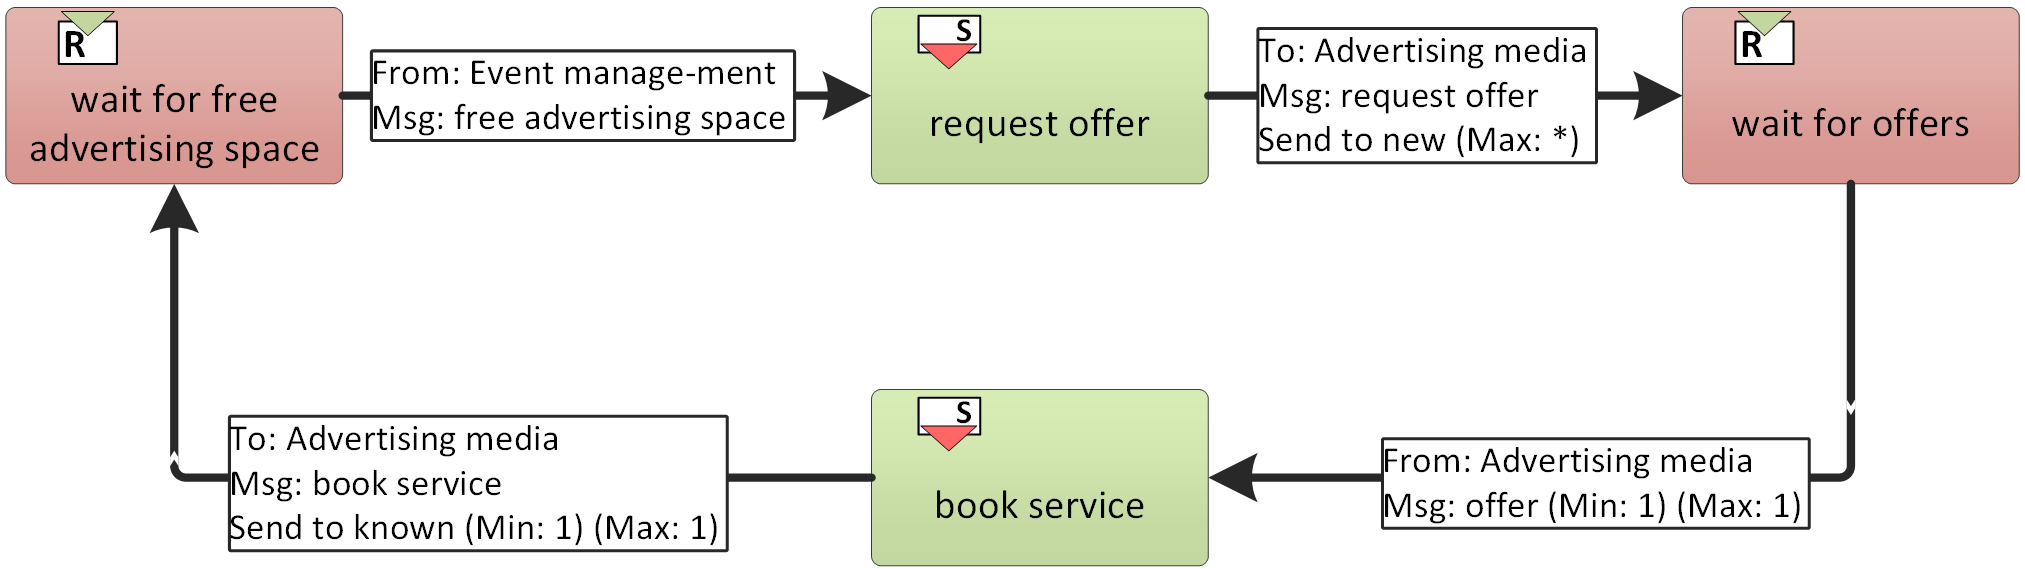 R
wait for free
advertising space
From: Event manage-ment
Msg: free advertising space
S
request offer
To: Advertising media
Msg: request offer
Send to new (Max: *)
R
wait for offers
From: Advertising media
Msg: offer (Min: 1) (Max: 1)
S
book service
To: Advertising media
Msg: book service
Send to known (Min: 1) (Max: 1)